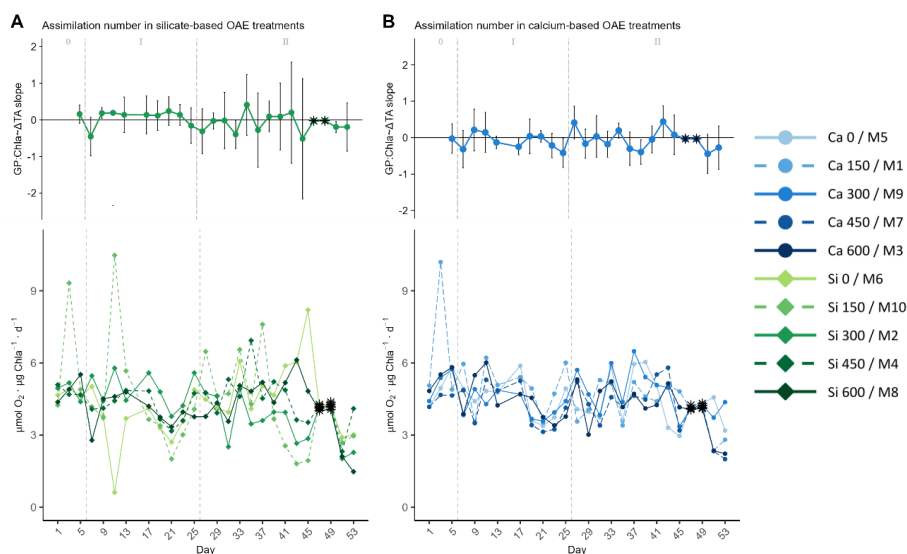 A
Assimilation number in silicate-based OAE treatments
0 I II
GP:Chla~ΔTA slope
2
1
0
-1
-2
µmol O₂ · µg Chla⁻¹ · d⁻¹
9
6
3
0
1 5 9 13 17 21 25 29 33 37 41 45 49 53
Day
B
Assimilation number in calcium-based OAE treatments
0 I II
GP:Chla~ΔTA slope
2
1
0
-1
-2
µmol O₂ · µg Chla⁻¹ · d⁻¹
9
6
3
0
1 5 9 13 17 21 25 29 33 37 41 45 49 53
Day
Ca 0 / M5
Ca 150 / M1
Ca 300 / M9
Ca 450 / M7
Ca 600 / M3
Si 0 / M6
Si 150 / M10
Si 300 / M2
Si 450 / M4
Si 600 / M8